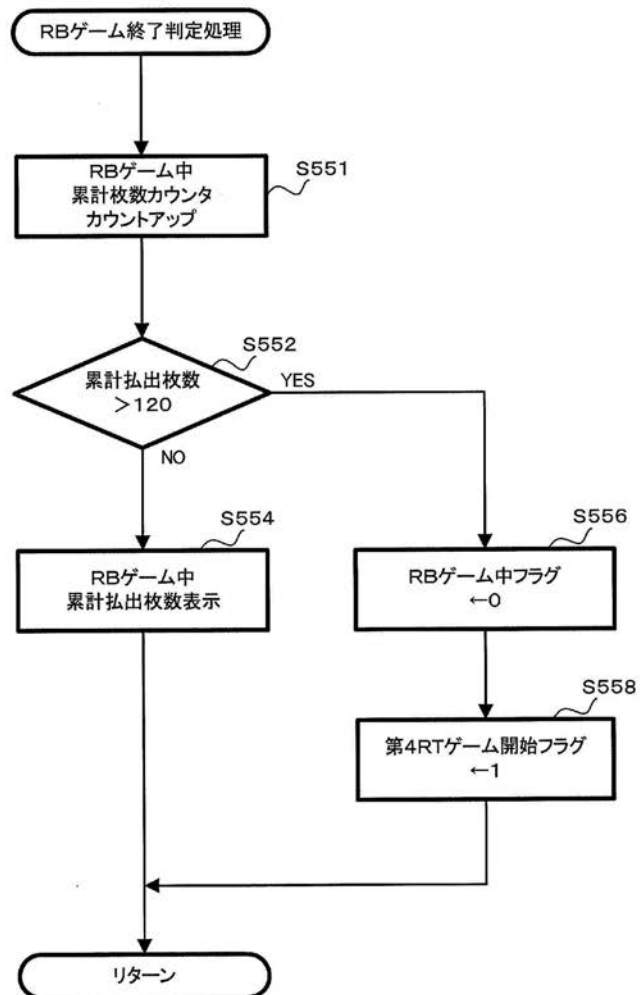 RBゲーム終了判定処理
S551
RBゲーム中
累計枚数カウンタ
カウントアップ
S552
累計払出枚数
>120
YES
NO
S554
RBゲーム中
累計払出枚数表示
S556
RBゲーム中フラグ
←0
S558
第4RTゲーム開始フラグ
←1
リターン